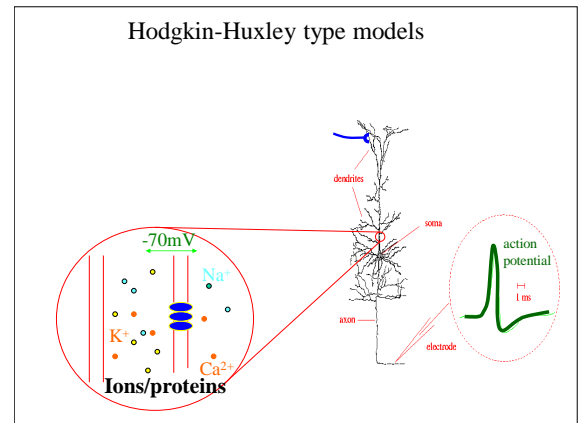 Hodgkin-Huxley type models
dendrites
soma
-70mV
action
potential
Na⁺
1 ms
K⁺
axon
electrode
Ca²⁺
Ions/proteins